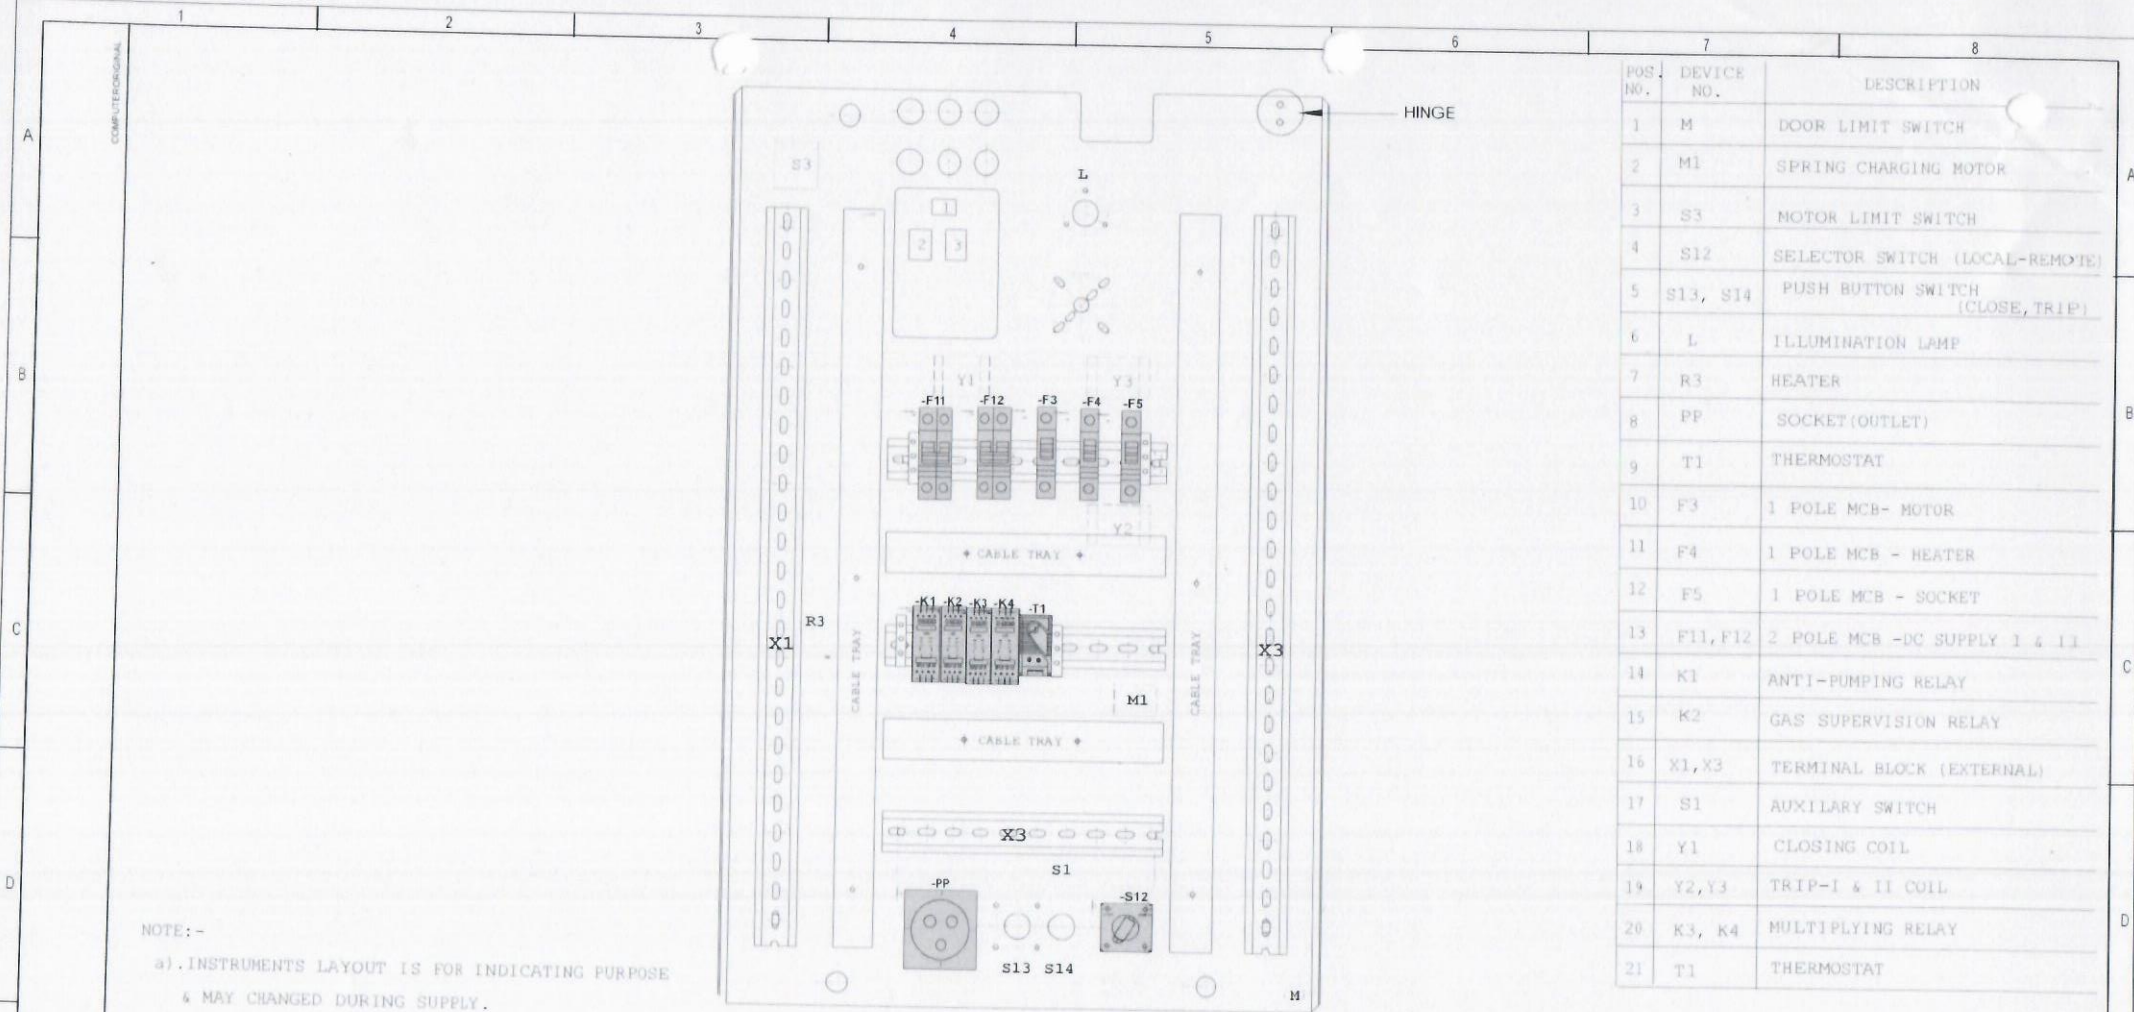 1 2 3 4 5 6 7 8
COMPUTERORIGINAL
A
B
C
D
A
B
C
D
HINGE
S3
L
1
2 3
Y1 Y3
-F11 -F12 -F3 -F4 -F5
Y2
CABLE TRAY
-K1 -K2 -K3 -K4 -T1
R3
X1
X3
CABLE TRAY
CABLE TRAY
M1
CABLE TRAY
X3
S1
-PP
-S12
S13 S14
M
NOTE:-
a).INSTRUMENTS LAYOUT IS FOR INDICATING PURPOSE
& MAY CHANGED DURING SUPPLY.
POS. DEVICE DESCRIPTION
NO. NO.
1 M DOOR LIMIT SWITCH
2 M1 SPRING CHARGING MOTOR
3 S3 MOTOR LIMIT SWITCH
4 S12 SELECTOR SWITCH (LOCAL-REMOTE)
5 S13, S14 PUSH BUTTON SWITCH
(CLOSE,TRIP)
6 L ILLUMINATION LAMP
7 R3 HEATER
8 PP SOCKET(OUTLET)
9 T1 THERMOSTAT
10 F3 1 POLE MCB- MOTOR
11 F4 1 POLE MCB - HEATER
12 F5 1 POLE MCB - SOCKET
13 F11,F12 2 POLE MCB -DC SUPPLY I & II
14 K1 ANTI-PUMPING RELAY
15 K2 GAS SUPERVISION RELAY
16 X1,X3 TERMINAL BLOCK (EXTERNAL)
17 S1 AUXILARY SWITCH
18 Y1 CLOSING COIL
19 Y2,Y3 TRIP-I & II COIL
20 K3, K4 MULTIPLYING RELAY
21 T1 THERMOSTAT